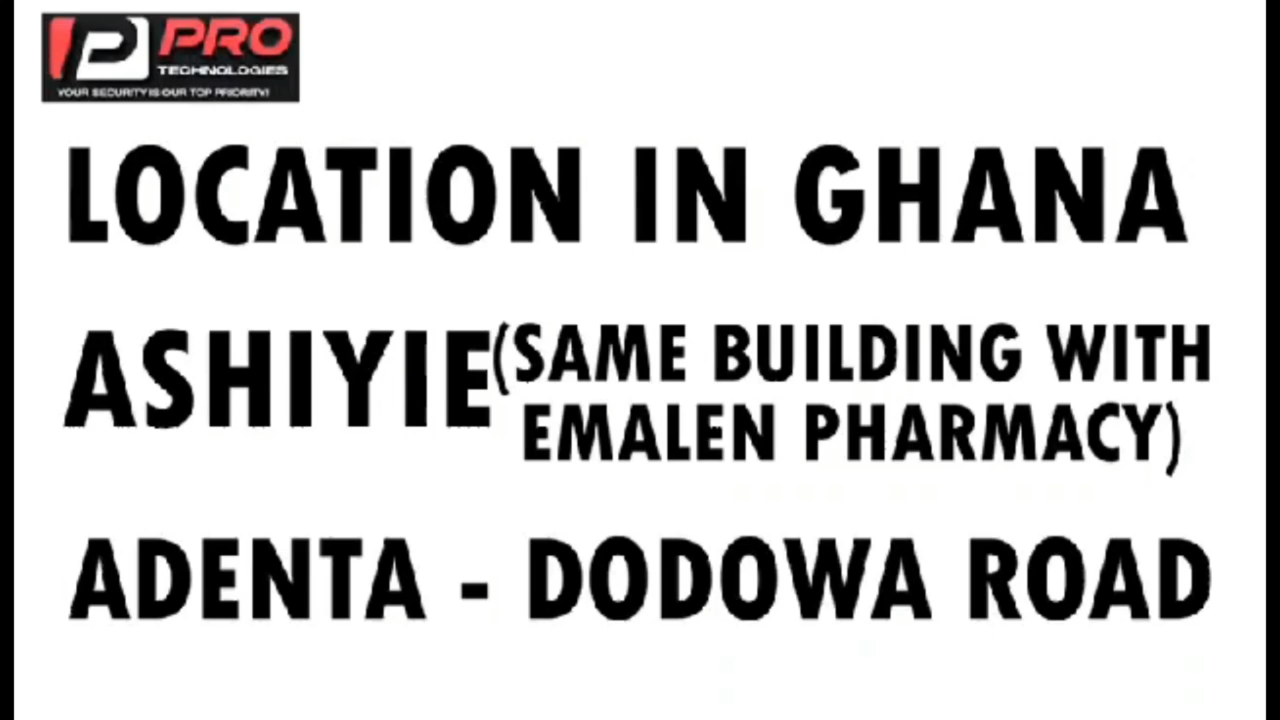 PRO
TECHNOLOGIES
YOUR SECURITY IS OUR TOP PRIORITY!
LOCATION IN GHANA
ASHIYIE (SAME BUILDING WITH
EMALEN PHARMACY)
ADENTA - DODOWA ROAD